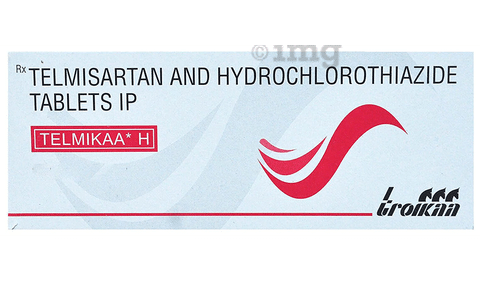 ©1mg
Rx TELMISARTAN AND HYDROCHLOROTHIAZIDE
TABLETS IP
TELMIKAA* H
troikaa